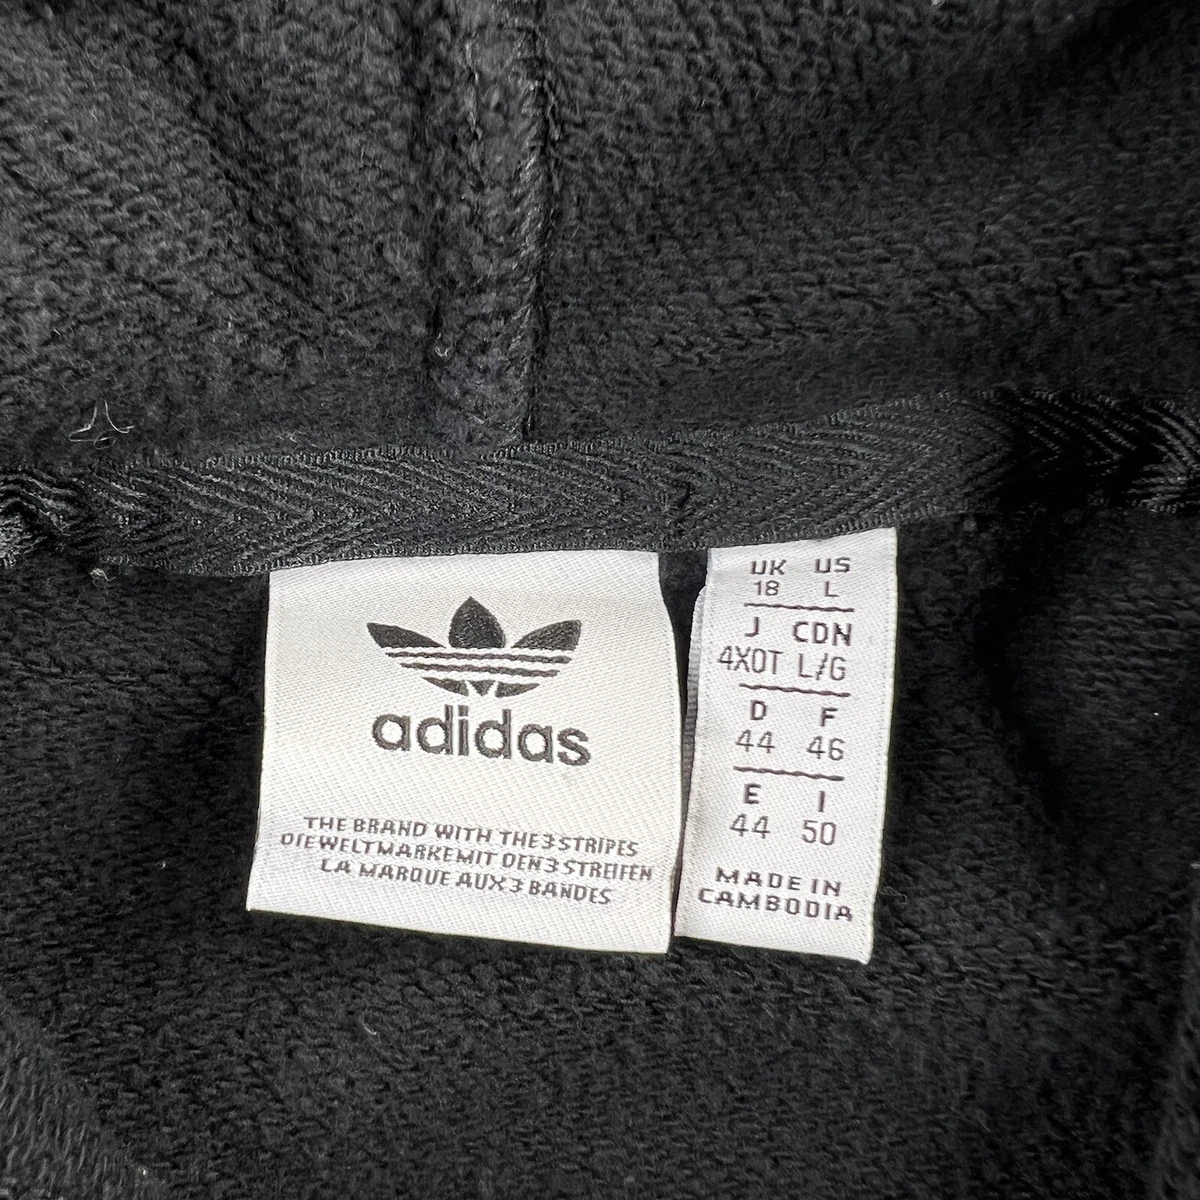 adidas
THE BRAND WITH THE 3 STRIPES
DIE WELTMARKE MIT DEN 3 STREIFEN
LA MARQUE AUX 3 BANDES
UK US
18 L
J CDN
4XOT L/G
D F
44 46
E I
44 50
MADE IN
CAMBODIA